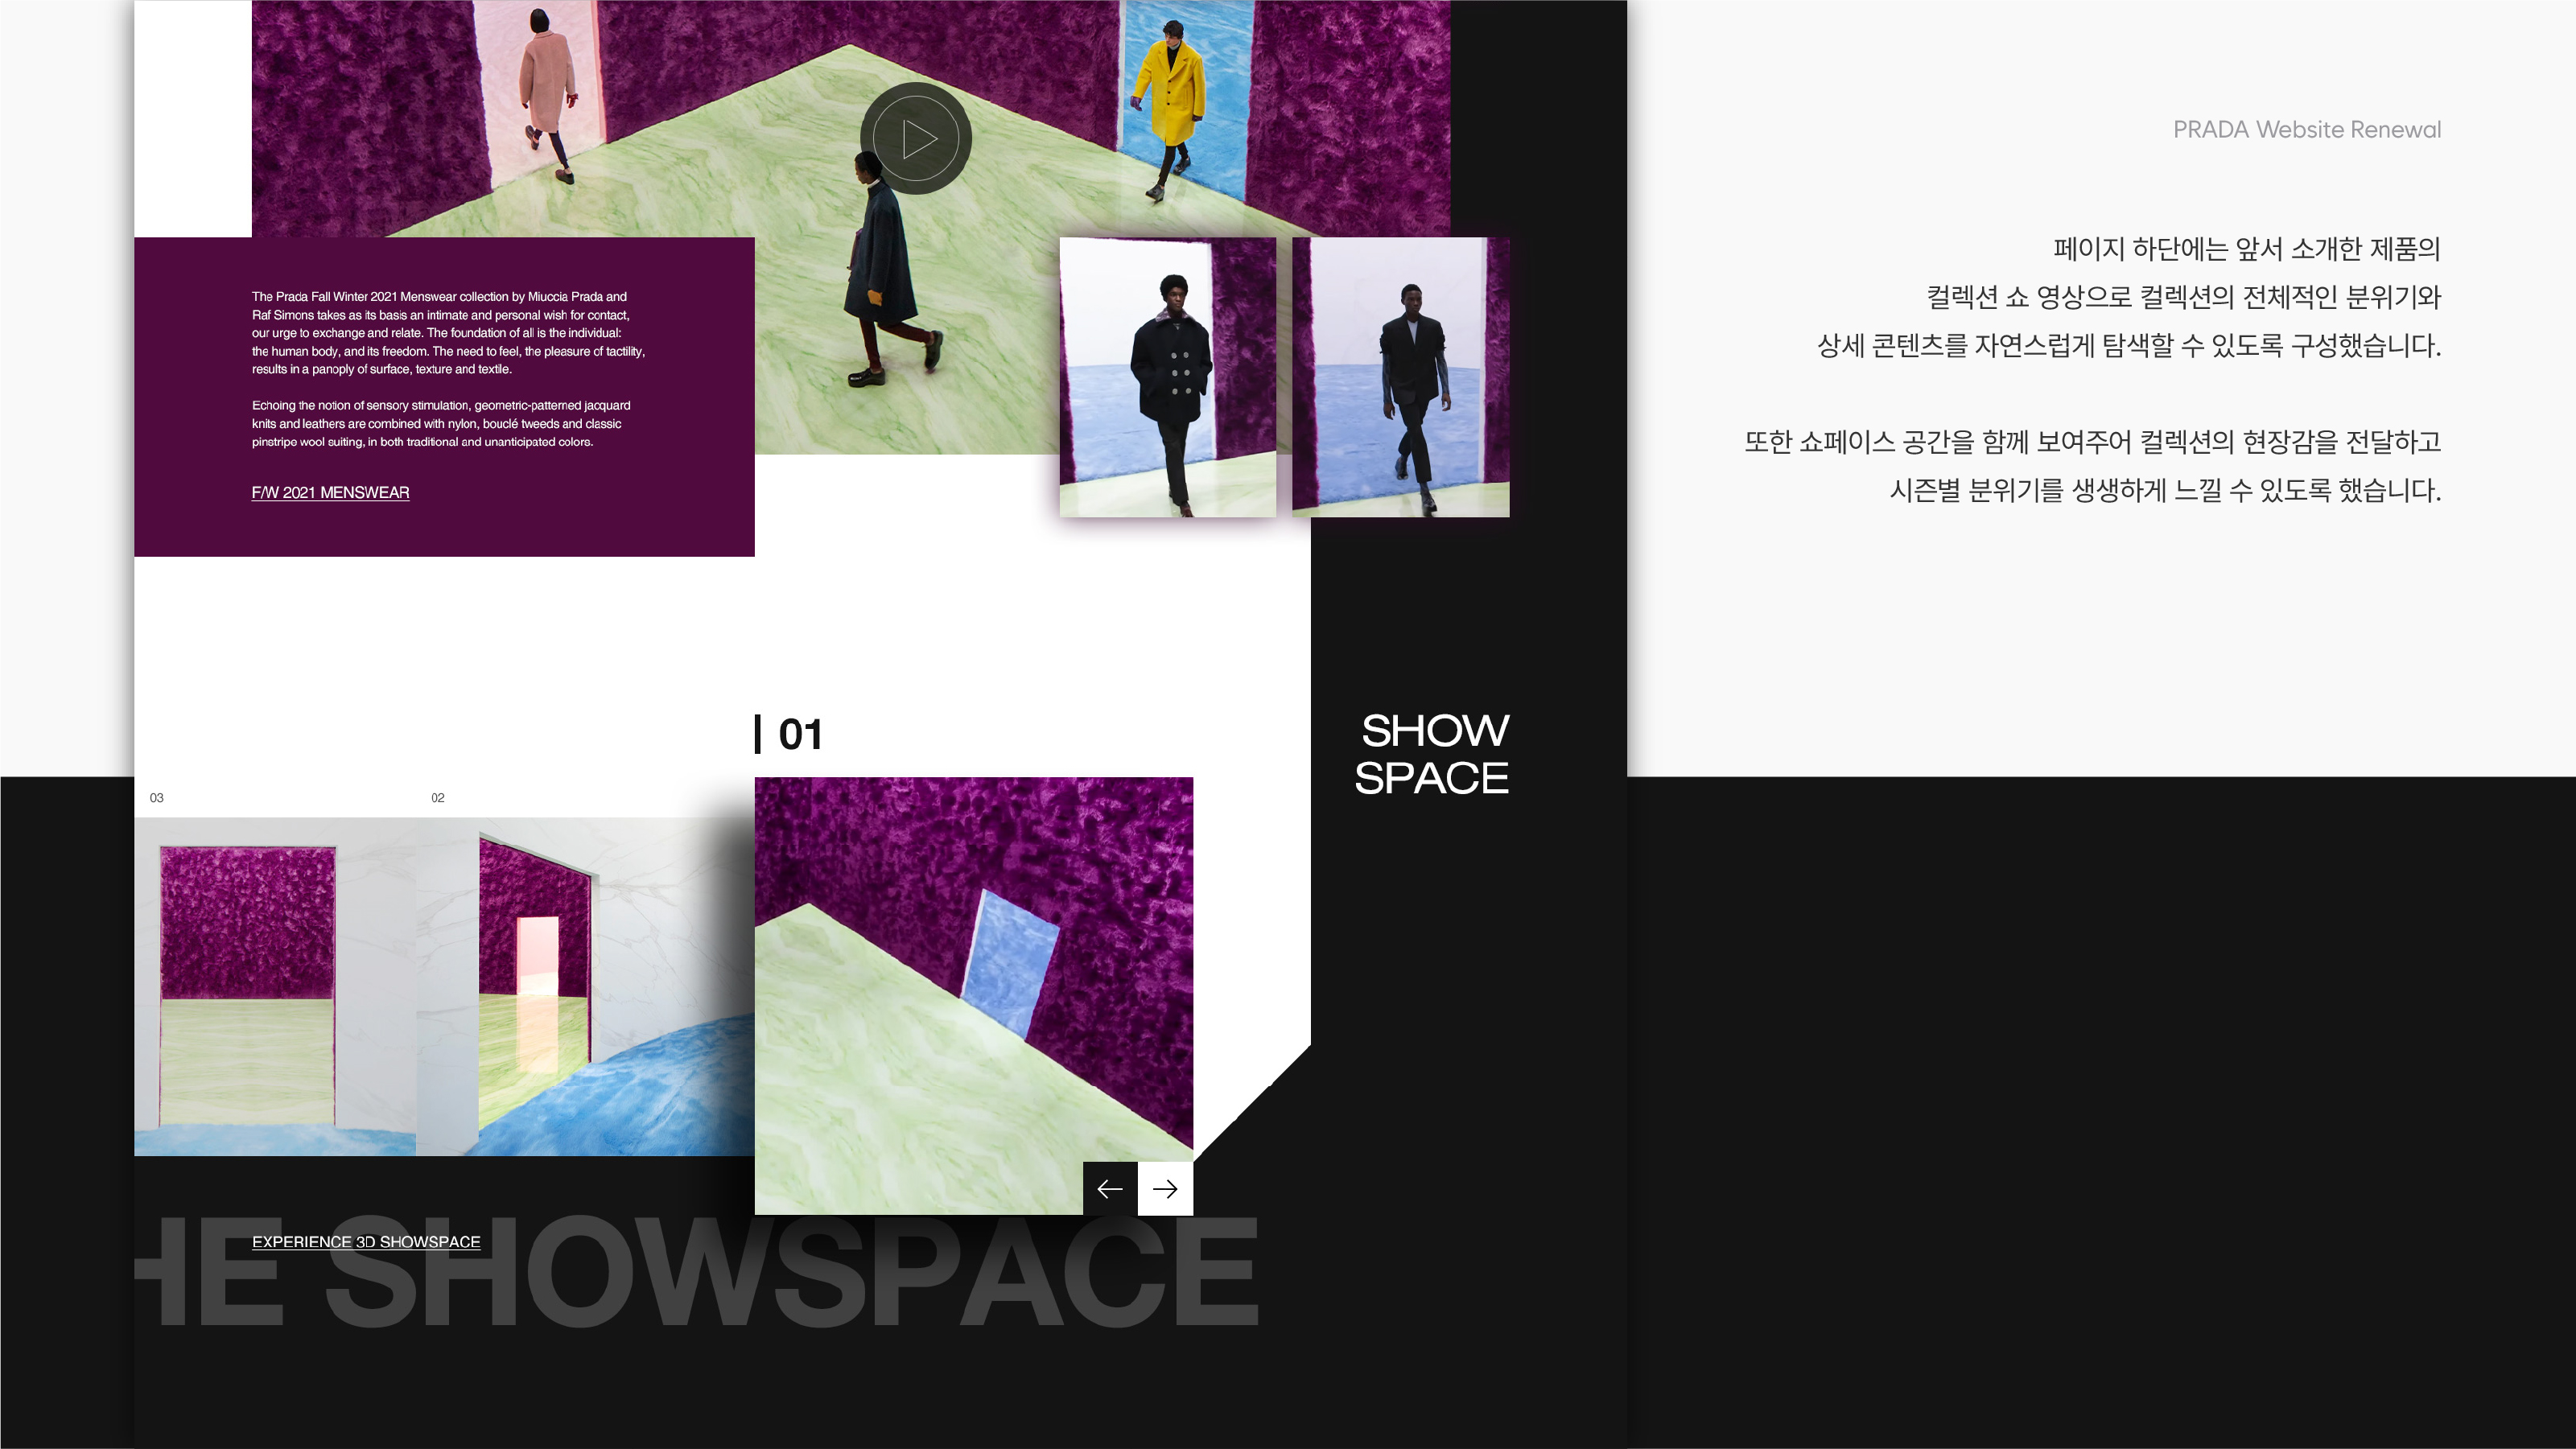 PRADA Website Renewal
페이지 하단에는 앞서 소개한 제품의
컬렉션 쇼 영상으로 컬렉션의 전체적인 분위기와
상세 콘텐츠를 자연스럽게 탐색할 수 있도록 구성했습니다.
또한 쇼페이스 공간을 함께 보여주어 컬렉션의 현장감을 전달하고
시즌별 분위기를 생생하게 느낄 수 있도록 했습니다.
The Prada Fall Winter 2021 Menswear collection by Miuccia Prada and
Raf Simons takes as its basis an intimate and personal wish for contact,
our urge to exchange and relate. The foundation of all is the individual:
the human body, and its freedom. The need to feel, the pleasure of tactility,
results in a panoply of surface, texture and textile.
Echoing the notion of sensory stimulation, geometric-patterned jacquard
knits and leathers are combined with nylon, bouclé tweeds and classic
pinstripe wool suiting, in both traditional and unanticipated colors.
F/W 2021 MENSWEAR
01
SHOW
SPACE
03
02
EXPERIENCE 3D SHOWSPACE
HE SHOWSPACE